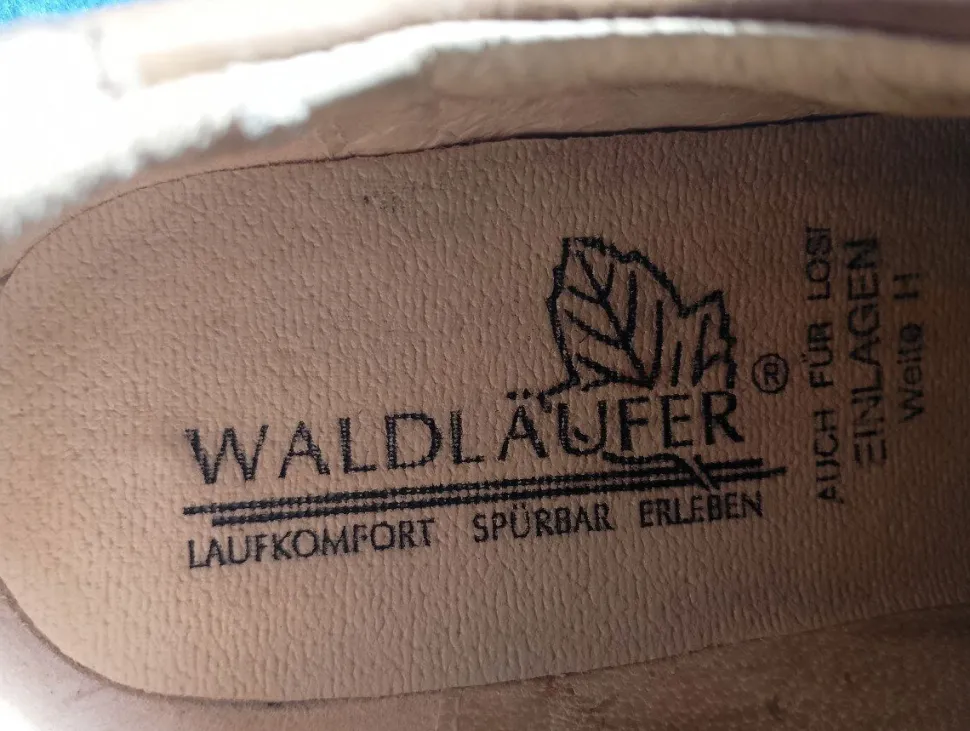 WALDLÄUFER®
LAUFKOMFORT SPÜRBAR ERLEBEN
AUCH FÜR LOSE
EINLAGEN
Weite H